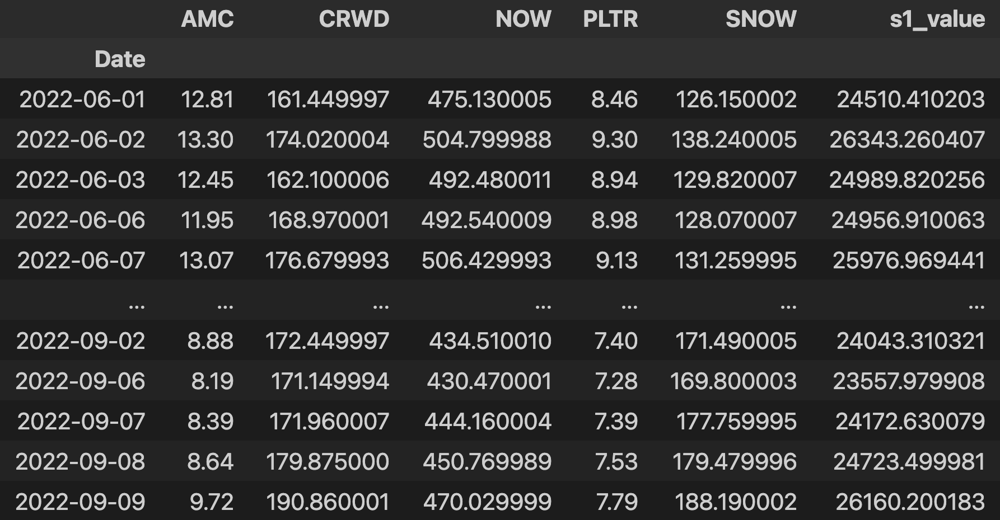 AMC CRWD NOW PLTR SNOW s1_value
Date
2022-06-01 12.81 161.449997 475.130005 8.46 126.150002 24510.410203
2022-06-02 13.30 174.020004 504.799988 9.30 138.240005 26343.260407
2022-06-03 12.45 162.100006 492.480011 8.94 129.820007 24989.820256
2022-06-06 11.95 168.970001 492.540009 8.98 128.070007 24956.910063
2022-06-07 13.07 176.679993 506.429993 9.13 131.259995 25976.969441
... ... ... ... ... ... ...
2022-09-02 8.88 172.449997 434.510010 7.40 171.490005 24043.310321
2022-09-06 8.19 171.149994 430.470001 7.28 169.800003 23557.979908
2022-09-07 8.39 171.960007 444.160004 7.39 177.759995 24172.630079
2022-09-08 8.64 179.875000 450.769989 7.53 179.479996 24723.499981
2022-09-09 9.72 190.860001 470.029999 7.79 188.190002 26160.200183